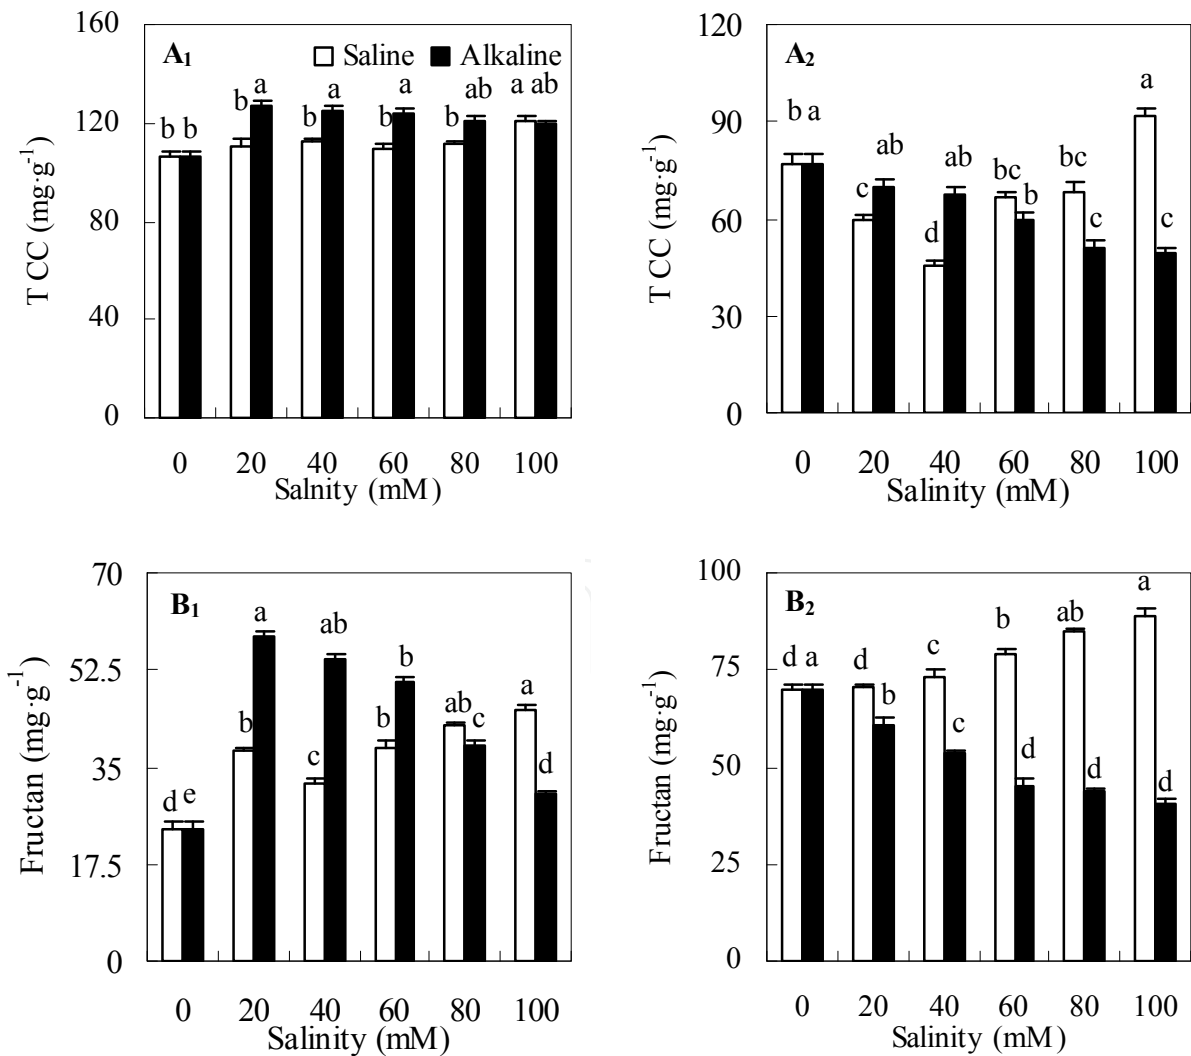 160
120
80
40
0
A1
Saline Alkaline
b b b a b a b a b ab a ab
T CC (mg·g-1)
0 20 40 60 80 100
Salnity (mM)
120
90
60
30
0
A2
b a c ab d ab bc b bc c a c
T CC (mg·g-1)
0 20 40 60 80 100
Salinity (mM)
70
52.5
35
17.5
0
B1
d e b a c ab b b ab c a d
Fructan (mg·g-1)
0 20 40 60 80 100
Salinity (mM)
100
75
50
25
0
B2
d a d b c c b d ab d a d
Fructan (mg·g-1)
0 20 40 60 80 100
Salinity (mM)